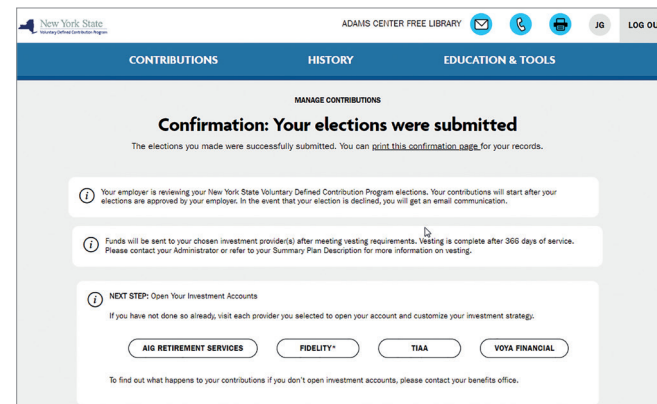 New York State
Voluntary Defined Contribution Program
ADAMS CENTER FREE LIBRARY
JG
LOG OU
CONTRIBUTIONS
HISTORY
EDUCATION & TOOLS
MANAGE CONTRIBUTIONS
Confirmation: Your elections were submitted
The elections you made were successfully submitted. You can print this confirmation page for your records.
Your employer is reviewing your New York State Voluntary Defined Contribution Program elections. Your contributions will start after your
elections are approved by your employer. In the event that your election is declined, you will get an email communication.
Funds will be sent to your chosen investment provider(s) after meeting vesting requirements. Vesting is complete after 366 days of service.
Please contact your Administrator or refer to your Summary Plan Description for more information on vesting.
NEXT STEP: Open Your Investment Accounts
If you have not done so already, visit each provider you selected to open your account and customize your investment strategy.
AIG RETIREMENT SERVICES
FIDELITY*
TIAA
VOYA FINANCIAL
To find out what happens to your contributions if you don't open investment accounts, please contact your benefits office.